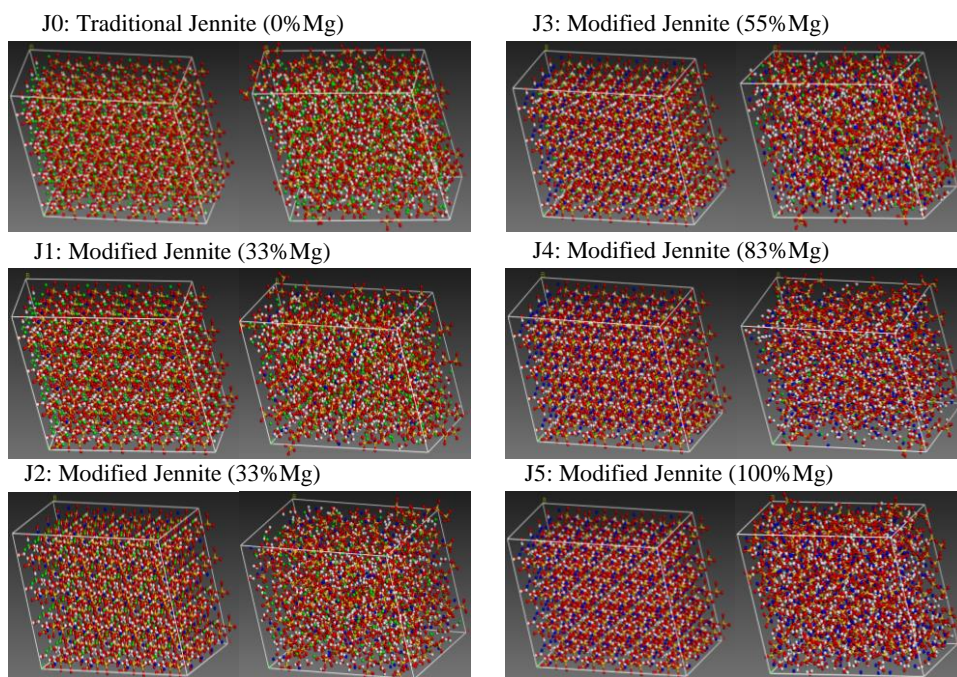 J0: Traditional Jennite (0%Mg)
J3: Modified Jennite (55%Mg)
J1: Modified Jennite (33%Mg)
J4: Modified Jennite (83%Mg)
J2: Modified Jennite (33%Mg)
J5: Modified Jennite (100%Mg)